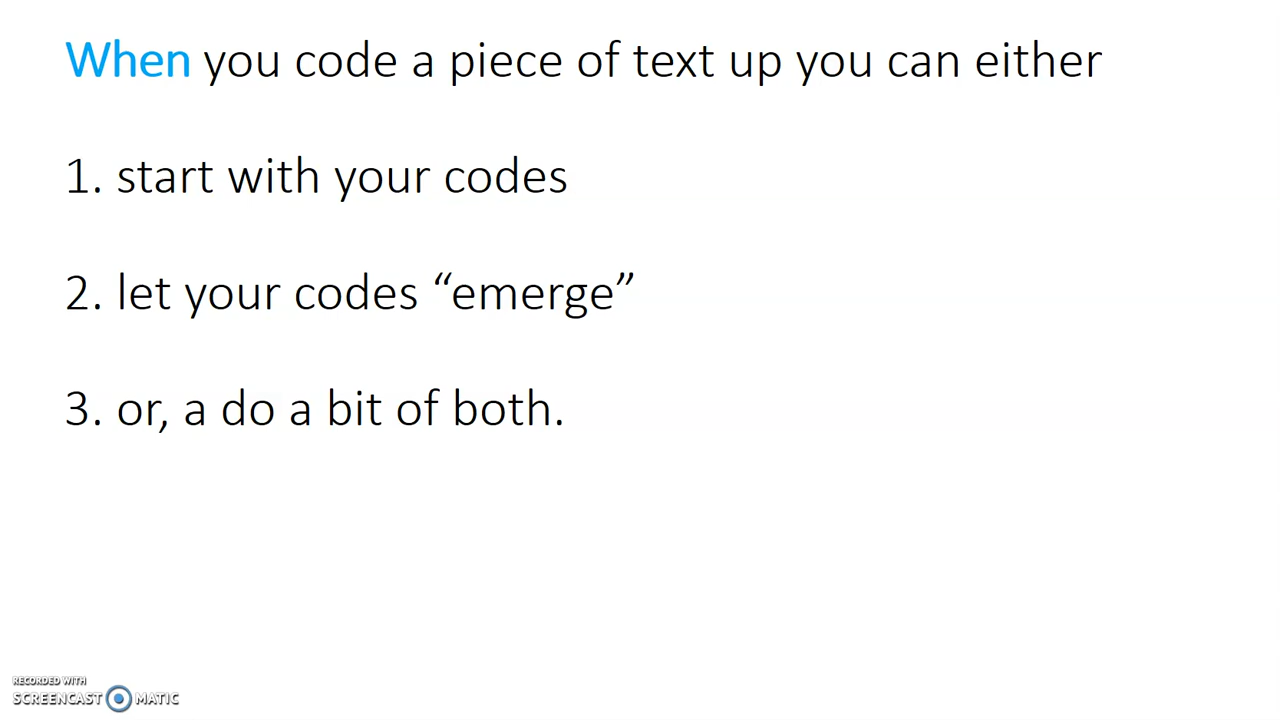 When you code a piece of text up you can either
1. start with your codes
2. let your codes “emerge”
3. or, a do a bit of both.
RECORDED WITH
SCREENCAST MATIC